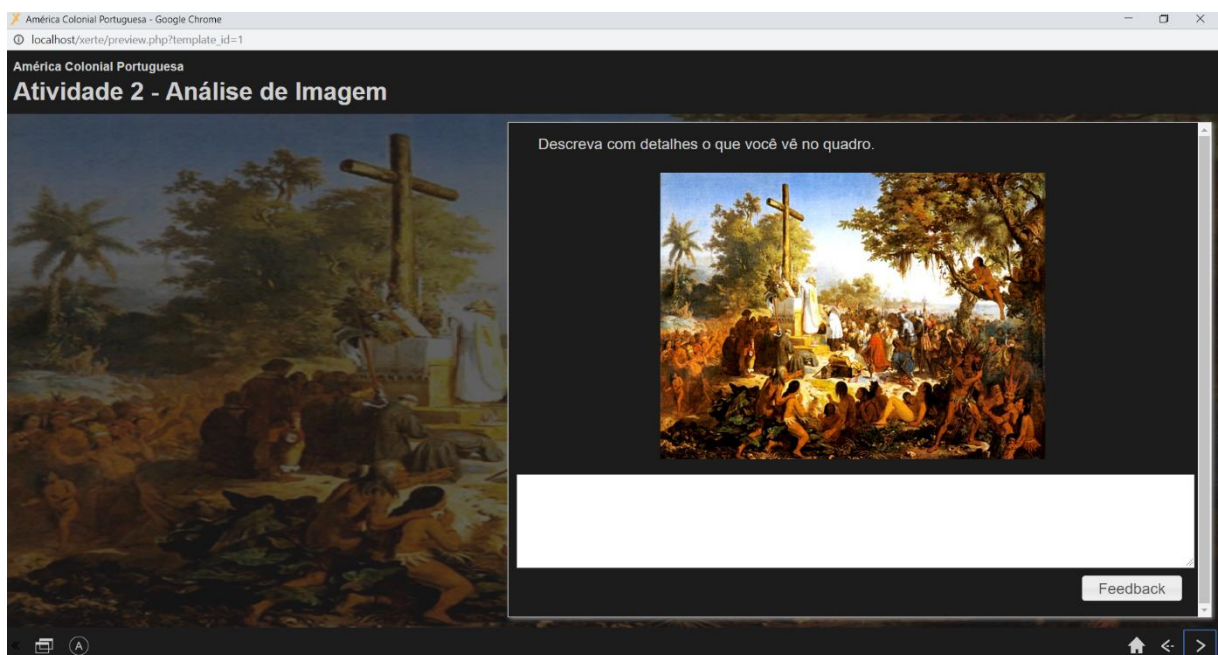 América Colonial Portuguesa - Google Chrome
localhost/xerte/preview.php?template_id=1
América Colonial Portuguesa
Atividade 2 - Análise de Imagem
Descreva com detalhes o que você vê no quadro.
Feedback
A